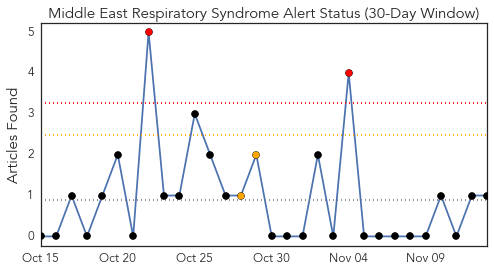 Middle East Respiratory Syndrome Alert Status (30-Day Window)
Articles Found
5
4
3
2
1
0
Oct 15 Oct 20 Oct 25 Oct 30 Nov 04 Nov 09